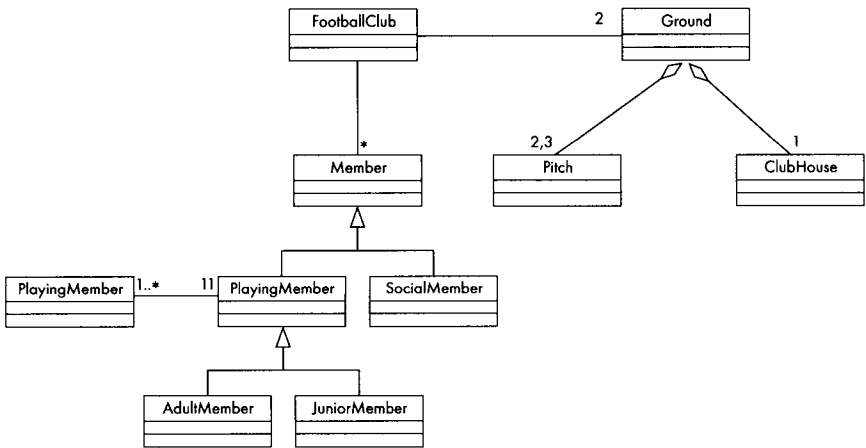 FootballClub
2
Ground
*
2,3
1
Member
Pitch
ClubHouse
PlayingMember
1..*
11
PlayingMember
SocialMember
AdultMember
JuniorMember